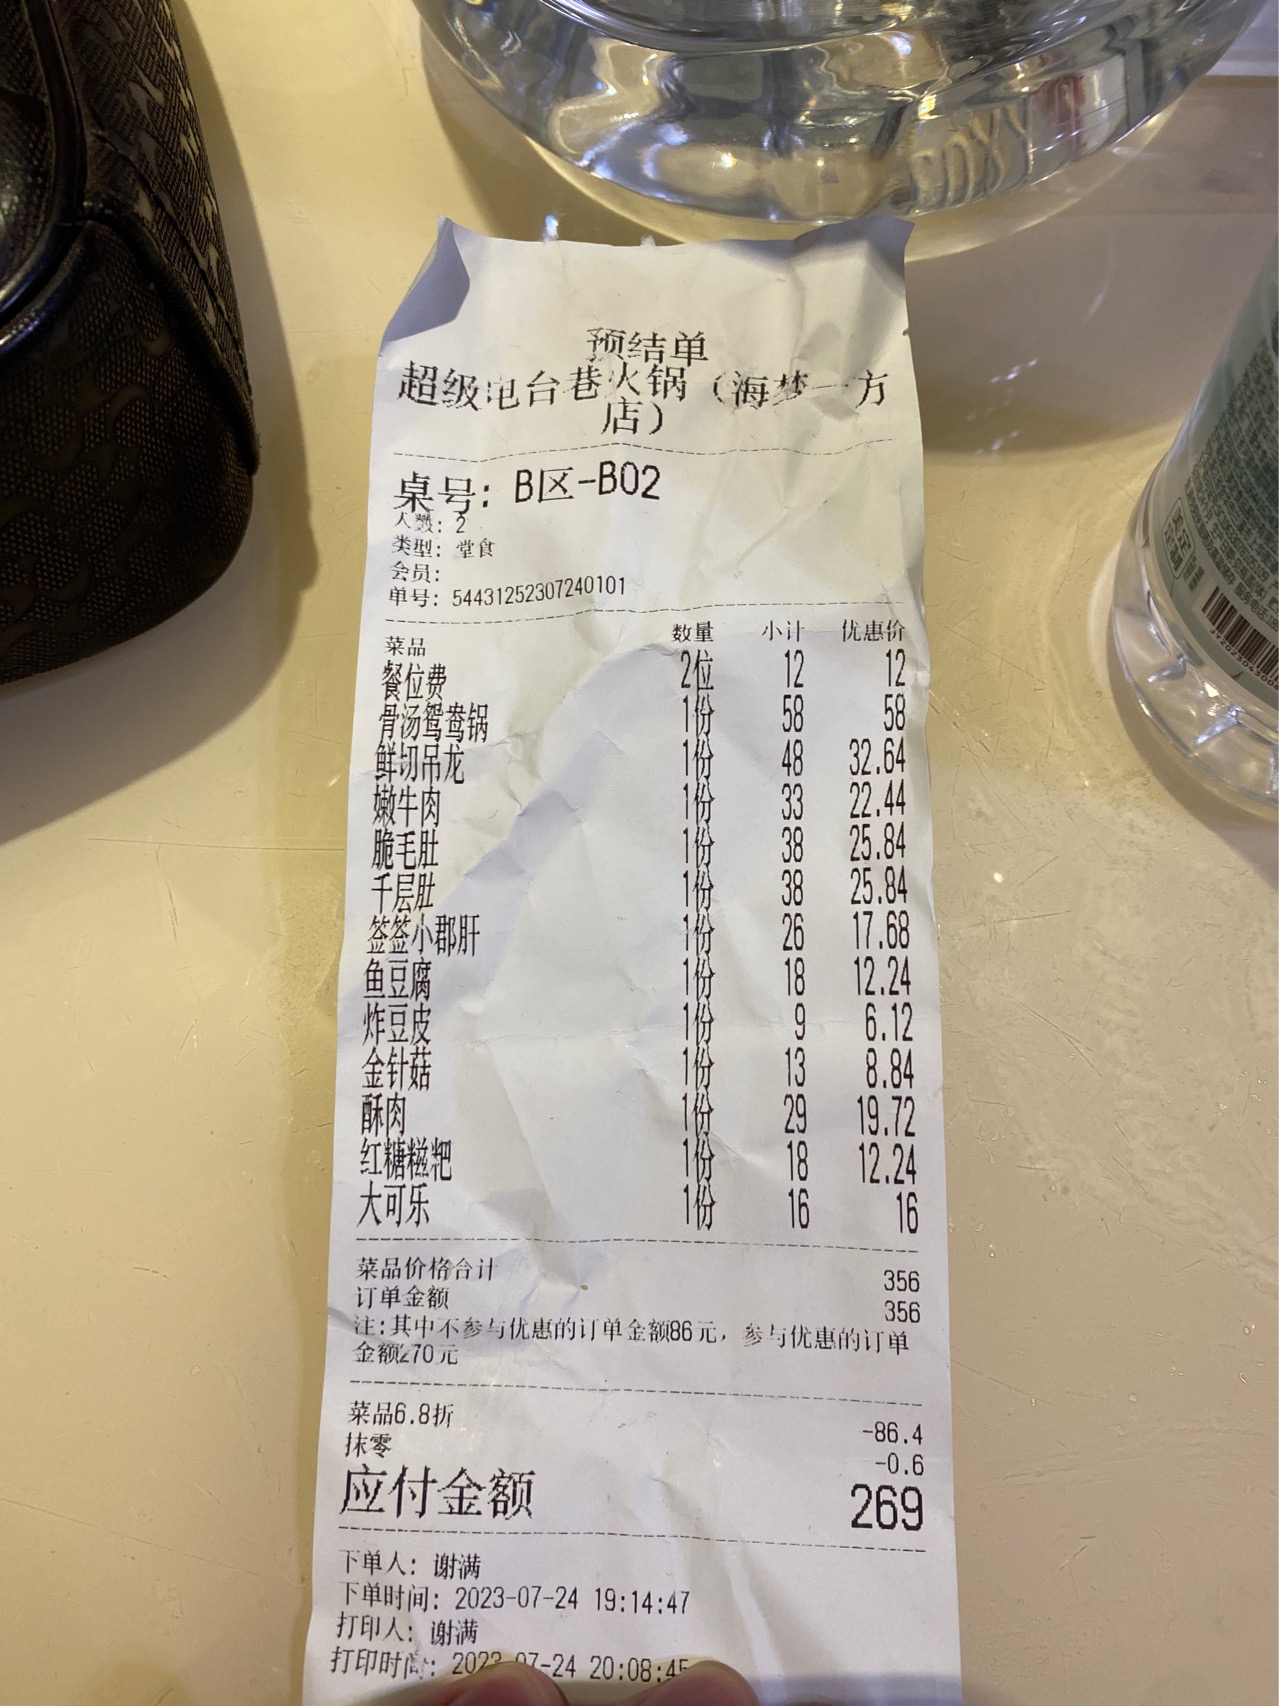 预结单
超级电台巷火锅（海梦一方
店）
桌号: B区-B02
人数: 2
类型: 堂食
会员:
单号: 54431252307240101
菜品 数量 小计 优惠价
餐位费 2位 12 12
骨汤鸳鸯锅 1份 58 58
鲜切吊龙 1份 48 32.64
嫩牛肉 1份 33 22.44
脆毛肚 1份 38 25.84
千层肚 1份 38 25.84
签签小郡肝 1份 26 17.68
鱼豆腐 1份 18 12.24
炸豆皮 1份 9 6.12
金针菇 1份 13 8.84
酥肉 1份 29 19.72
红糖糍粑 1份 18 12.24
大可乐 1份 16 16
菜品价格合计 356
订单金额 356
注:其中不参与优惠的订单金额86元，参与优惠的订单
金额270元
菜品6.8折 -86.4
抹零 -0.6
应付金额 269
下单人: 谢满
下单时间: 2023-07-24 19:14:47
打印人: 谢满
打印时间: 2023-07-24 20:08:45